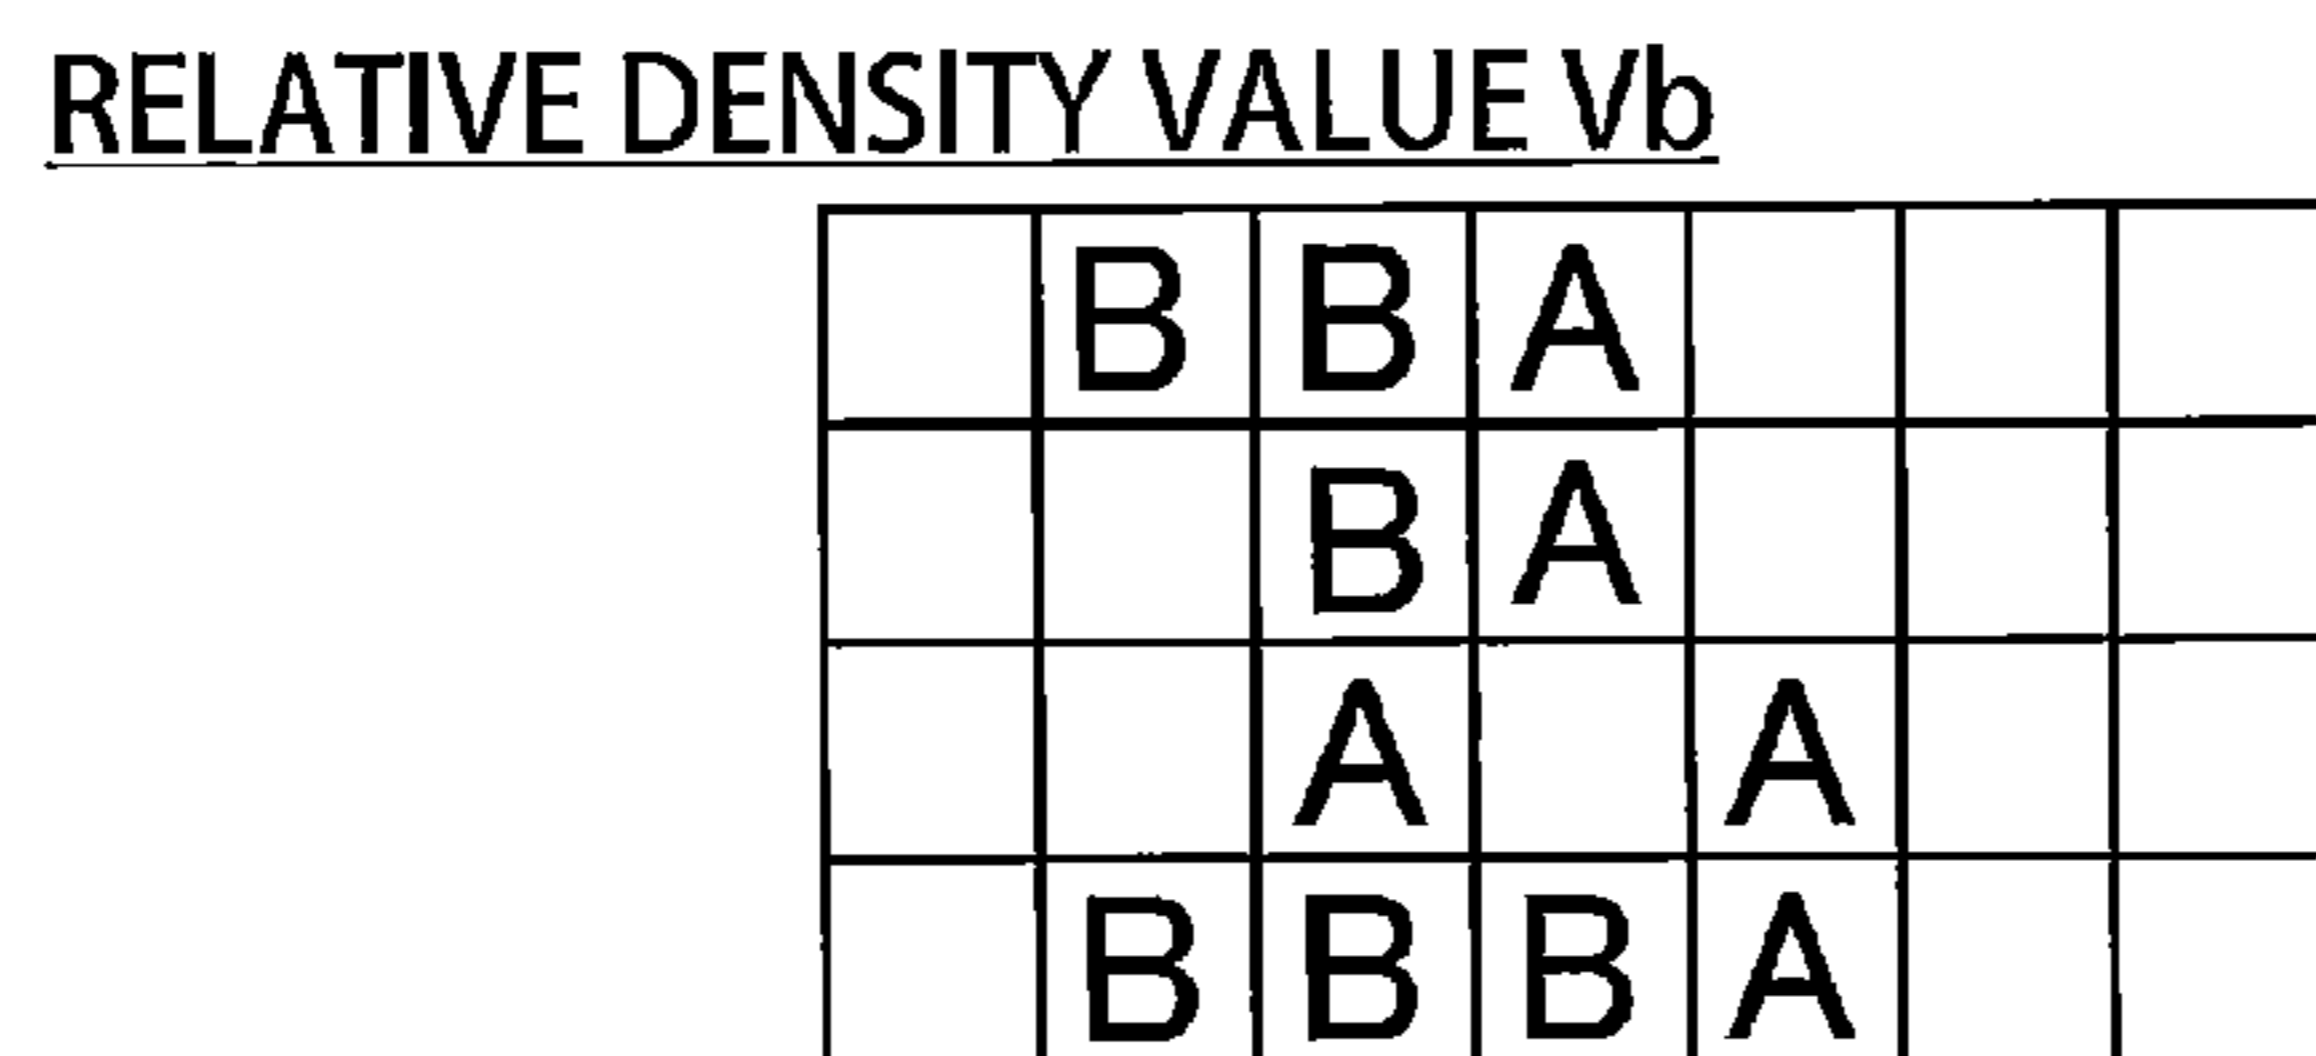 RELATIVE DENSITY VALUE Vb
B B A
B A
A A
B B B A